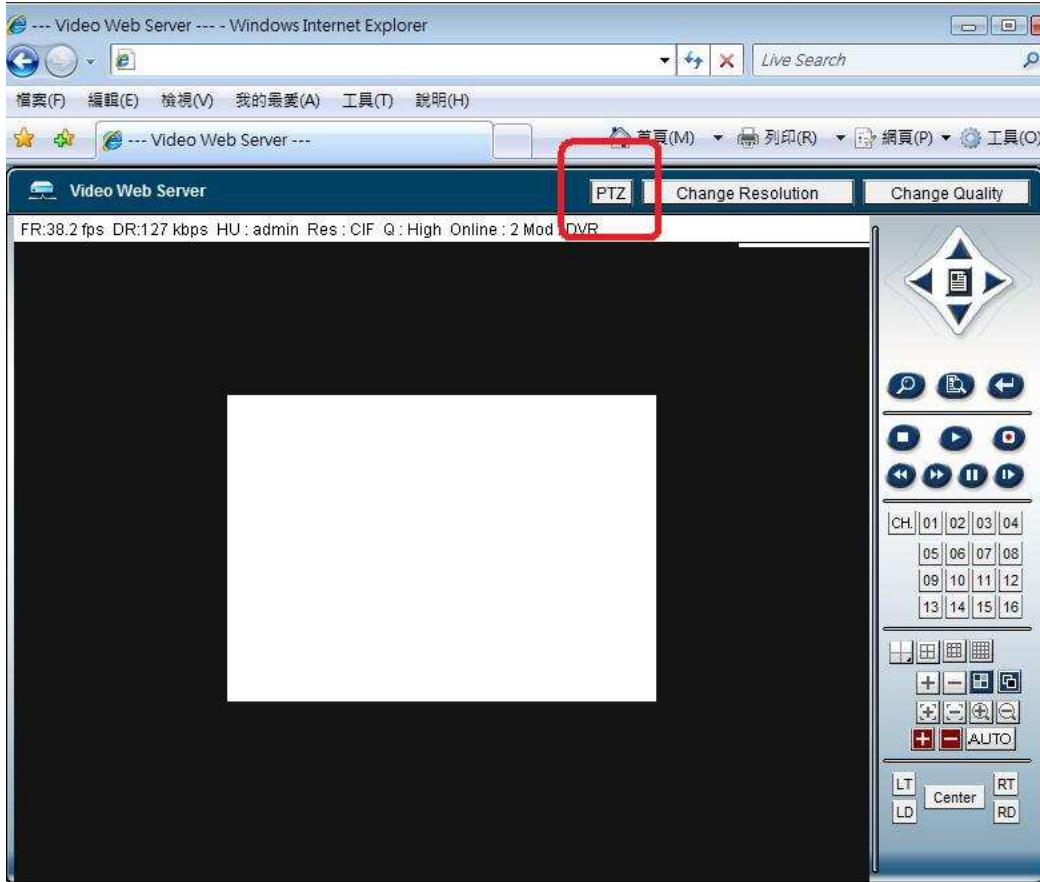 --- Video Web Server --- - Windows Internet Explorer
Live Search
檔案(F) 編輯(E) 檢視(V) 我的最愛(A) 工具(T) 說明(H)
--- Video Web Server ---
首頁(M) 列印(R) 網頁(P) 工具(O)
Video Web Server
PTZ Change Resolution Change Quality
FR:38.2 fps DR:127 kbps HU : admin Res : CIF Q : High Online : 2 Mod : DVR
CH. 01 02 03 04
05 06 07 08
09 10 11 12
13 14 15 16
AUTO
LT RT
Center
LD RD